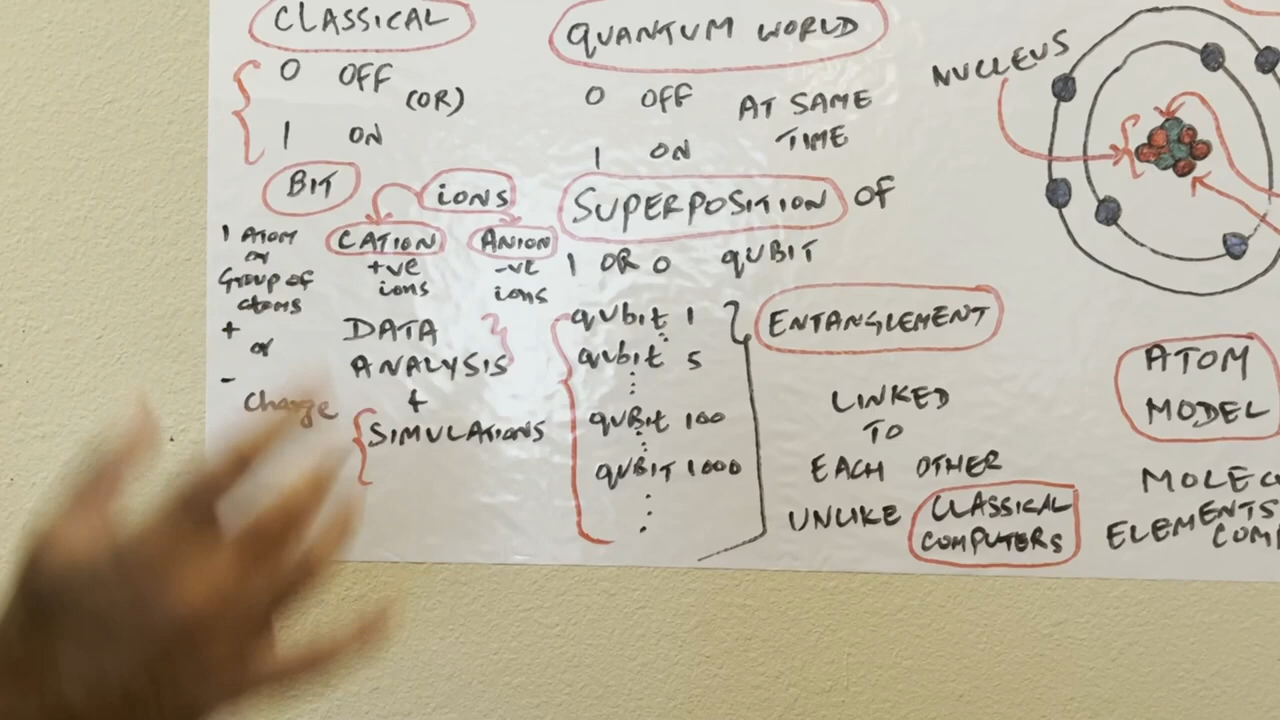 CLASSICAL
0 OFF
(OR)
1 ON
BIT
ions
1 ATOM
or
GROUP OF
atoms
+
or
-
charge
CATION
+ve
ions
ANION
-ve
ions
DATA
ANALYSIS
+
SIMULATIONS
QUANTUM WORLD
0 OFF
1 ON
AT SAME
TIME
SUPERPOSITION OF
1 OR 0 QUBIT
qubit 1
qubit 5
qUBit 100
qUBIT 1000
ENTANGLEMENT
LINKED
TO
EACH OTHER
UNLIKE CLASSICAL
COMPUTERS
NUCLEUS
ATOM
MODEL
MOLEC
ELEMENTS
COM